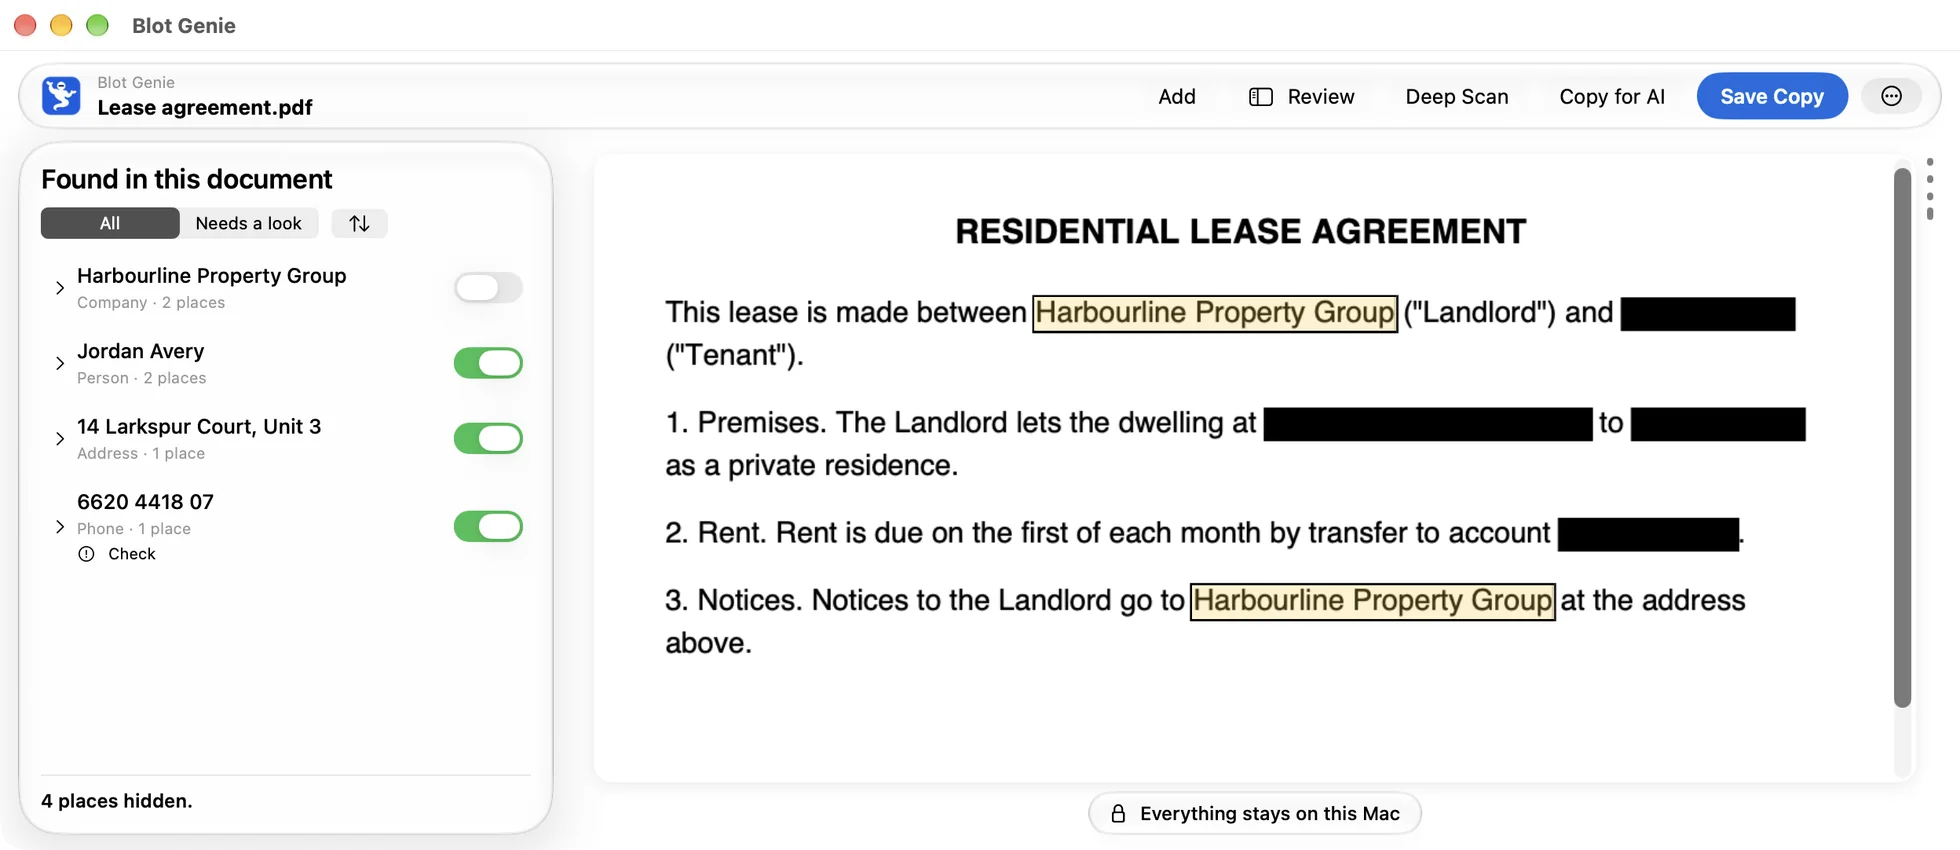 Blot Genie
Blot Genie
Lease agreement.pdf
Add
Review
Deep Scan
Copy for AI
Save Copy
Found in this document
All
Needs a look
Harbourline Property Group
Company · 2 places
Jordan Avery
Person · 2 places
14 Larkspur Court, Unit 3
Address · 1 place
6620 4418 07
Phone · 1 place
Check
4 places hidden.
RESIDENTIAL LEASE AGREEMENT
This lease is made between Harbourline Property Group ("Landlord") and
("Tenant").
1. Premises. The Landlord lets the dwelling at to
as a private residence.
2. Rent. Rent is due on the first of each month by transfer to account .
3. Notices. Notices to the Landlord go to Harbourline Property Group at the address
above.
Everything stays on this Mac